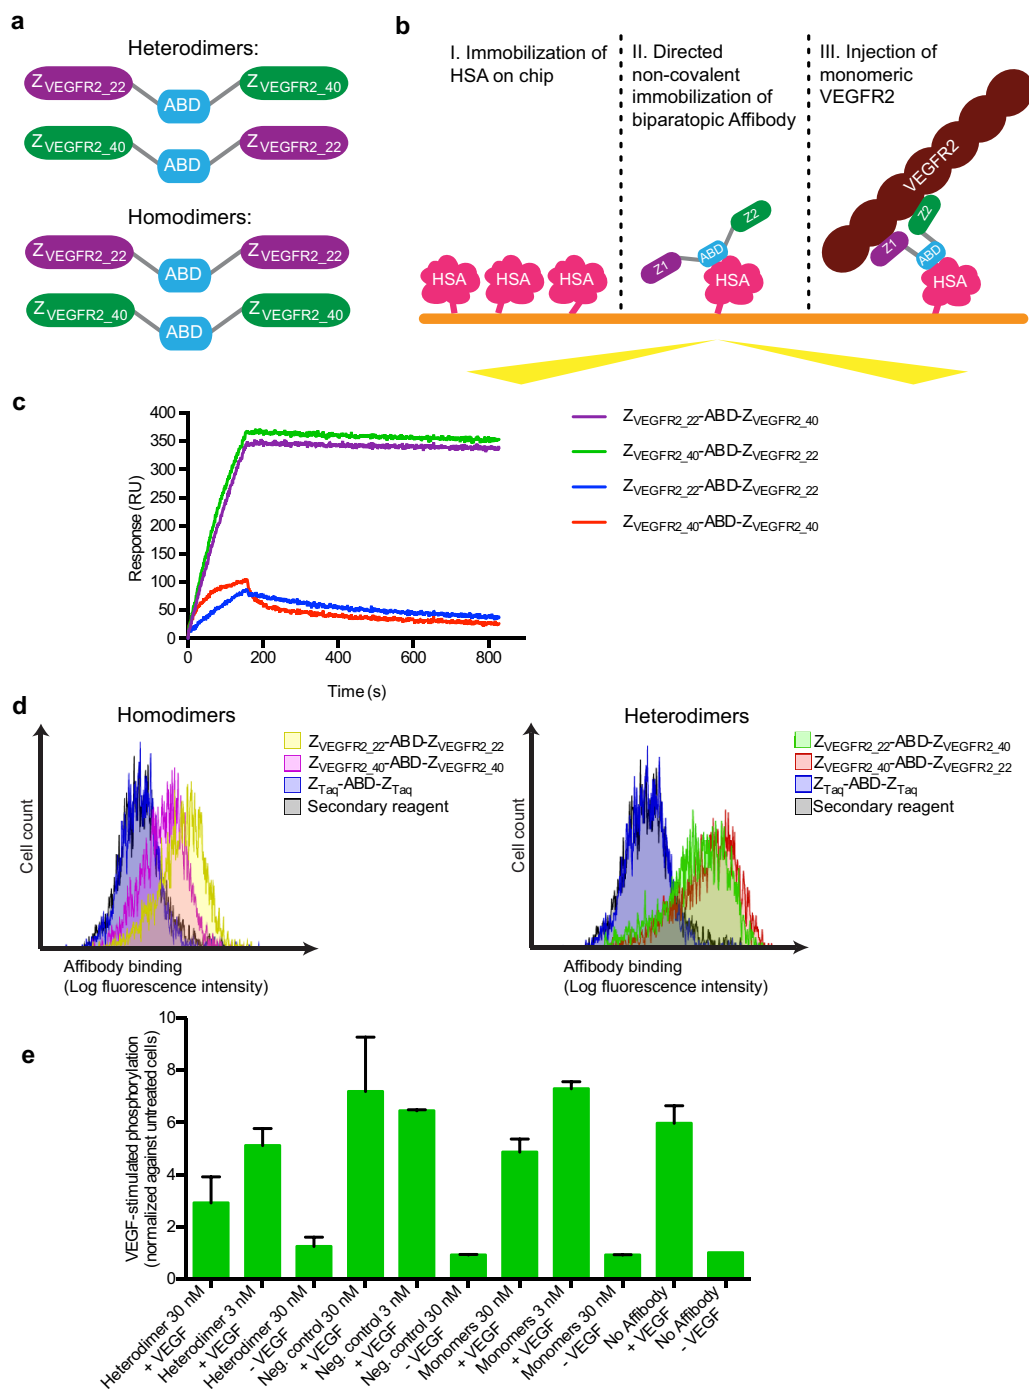 a
Heterodimers:
ZVEGFR2_22 ABD ZVEGFR2_40
ZVEGFR2_40 ABD ZVEGFR2_22
Homodimers:
ZVEGFR2_22 ABD ZVEGFR2_22
ZVEGFR2_40 ABD ZVEGFR2_40
b
I. Immobilization of
HSA on chip
II. Directed
non-covalent
immobilization of
biparatopic Affibody
III. Injection of
monomeric
VEGFR2
HSA HSA HSA
Z1 ABD Z2
HSA
VEGFR2
Z1 ABD Z2
HSA
c
Response (RU)
400
350
300
250
200
150
100
50
0
0 200 400 600 800
Time (s)
ZVEGFR2_22-ABD-ZVEGFR2_40
ZVEGFR2_40-ABD-ZVEGFR2_22
ZVEGFR2_22-ABD-ZVEGFR2_22
ZVEGFR2_40-ABD-ZVEGFR2_40
d
Homodimers
ZVEGFR2_22-ABD-ZVEGFR2_22
ZVEGFR2_40-ABD-ZVEGFR2_40
ZTaq-ABD-ZTaq
Secondary reagent
Cell count
Affibody binding
(Log fluorescence intensity)
Heterodimers
ZVEGFR2_22-ABD-ZVEGFR2_40
ZVEGFR2_40-ABD-ZVEGFR2_22
ZTaq-ABD-ZTaq
Secondary reagent
Cell count
Affibody binding
(Log fluorescence intensity)
e
VEGF-stimulated phosphorylation
(normalized against untreated cells)
10
8
6
4
2
0
Heterodimer 30 nM
+ VEGF
Heterodimer 3 nM
+ VEGF
Heterodimer 30 nM
- VEGF
Neg. control 30 nM
+ VEGF
Neg. control 3 nM
+ VEGF
Neg. control 30 nM
- VEGF
Monomers 30 nM
+ VEGF
Monomers 3 nM
+ VEGF
Monomers 30 nM
- VEGF
No Affibody
+ VEGF
No Affibody
- VEGF